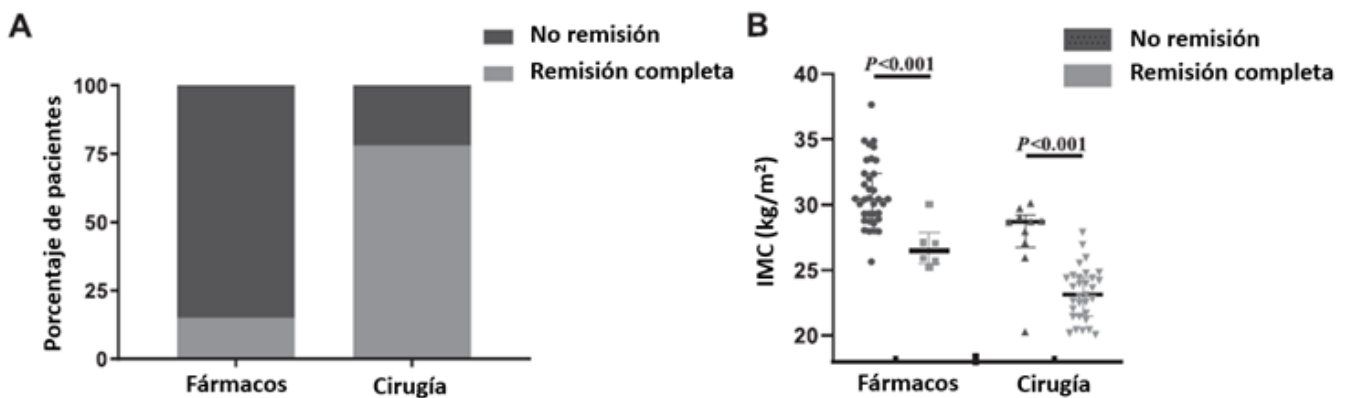 A
No remisión
Remisión completa
Porcentaje de pacientes
100
75
50
25
0
Fármacos
Cirugía
B
No remisión
Remisión completa
P<0.001
P<0.001
IMC (kg/m²)
40
35
30
25
20
Fármacos
Cirugía